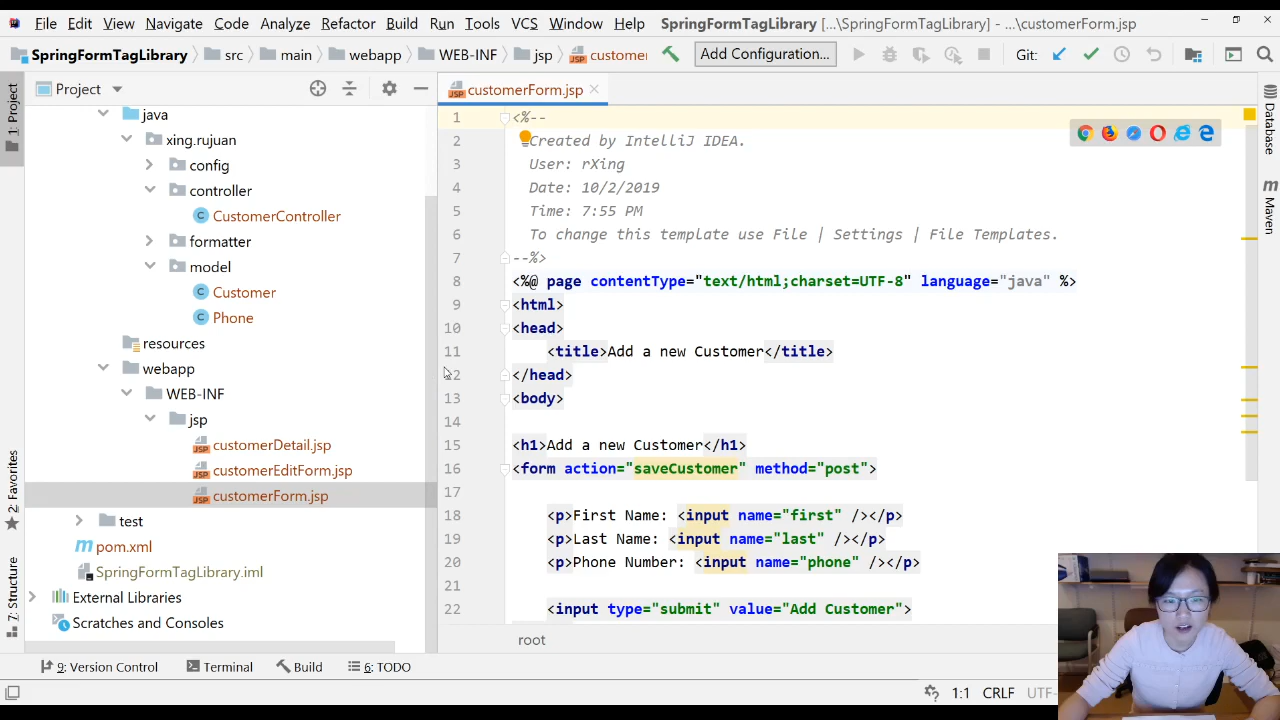 File Edit View Navigate Code Analyze Refactor Build Run Tools VCS Window Help SpringFormTagLibrary [...\SpringFormTagLibrary] - ...\customerForm.jsp
SpringFormTagLibrary src main webapp WEB-INF jsp customer Add Configuration... Git:
Project
customerForm.jsp
1: Project
2: Favorites
7: Structure
java
xing.rujuan
config
controller
CustomerController
formatter
model
Customer
Phone
resources
webapp
WEB-INF
jsp
customerDetail.jsp
customerEditForm.jsp
customerForm.jsp
test
pom.xml
SpringFormTagLibrary.iml
External Libraries
Scratches and Consoles
1 <%--
2 Created by IntelliJ IDEA.
3 User: rXing
4 Date: 10/2/2019
5 Time: 7:55 PM
6 To change this template use File | Settings | File Templates.
7 --%>
8 <%@ page contentType="text/html;charset=UTF-8" language="java" %>
9 <html>
10 <head>
11 <title>Add a new Customer</title>
12 </head>
13 <body>
14
15 <h1>Add a new Customer</h1>
16 <form action="saveCustomer" method="post">
17
18 <p>First Name: <input name="first" /></p>
19 <p>Last Name: <input name="last" /></p>
20 <p>Phone Number: <input name="phone" /></p>
21
22 <input type="submit" value="Add Customer">
root
Database
Maven
9: Version Control Terminal Build 6: TODO
1:1 CRLF UTF-